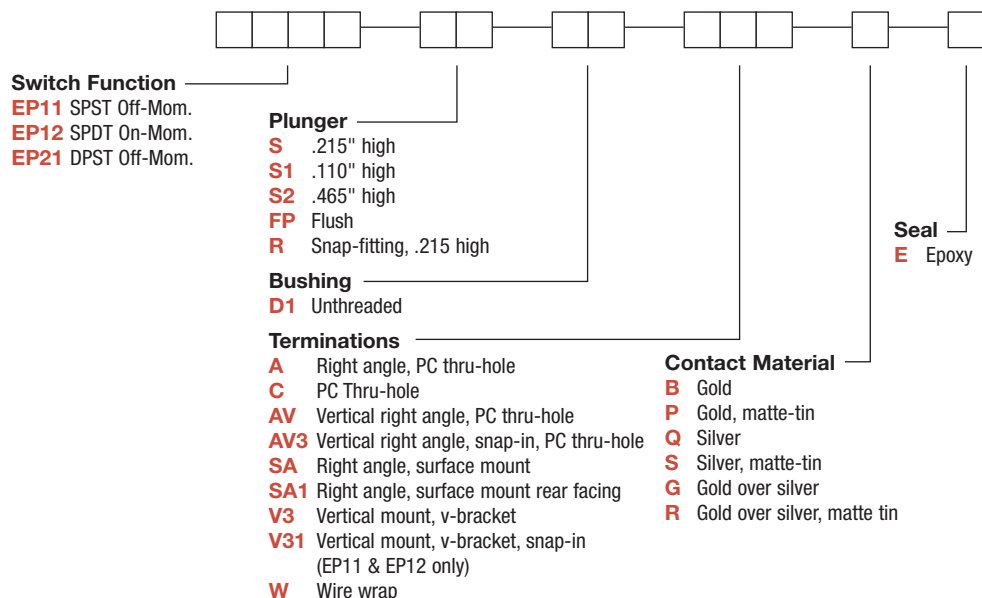 Switch Function
EP11 SPST Off-Mom.
EP12 SPDT On-Mom.
EP21 DPST Off-Mom.
Plunger
S .215" high
S1 .110" high
S2 .465" high
FP Flush
R Snap-fitting, .215 high
Bushing
D1 Unthreaded
Terminations
A Right angle, PC thru-hole
C PC Thru-hole
AV Vertical right angle, PC thru-hole
AV3 Vertical right angle, snap-in, PC thru-hole
SA Right angle, surface mount
SA1 Right angle, surface mount rear facing
V3 Vertical mount, v-bracket
V31 Vertical mount, v-bracket, snap-in
(EP11 & EP12 only)
W Wire wrap
Contact Material
B Gold
P Gold, matte-tin
Q Silver
S Silver, matte-tin
G Gold over silver
R Gold over silver, matte tin
Seal
E Epoxy